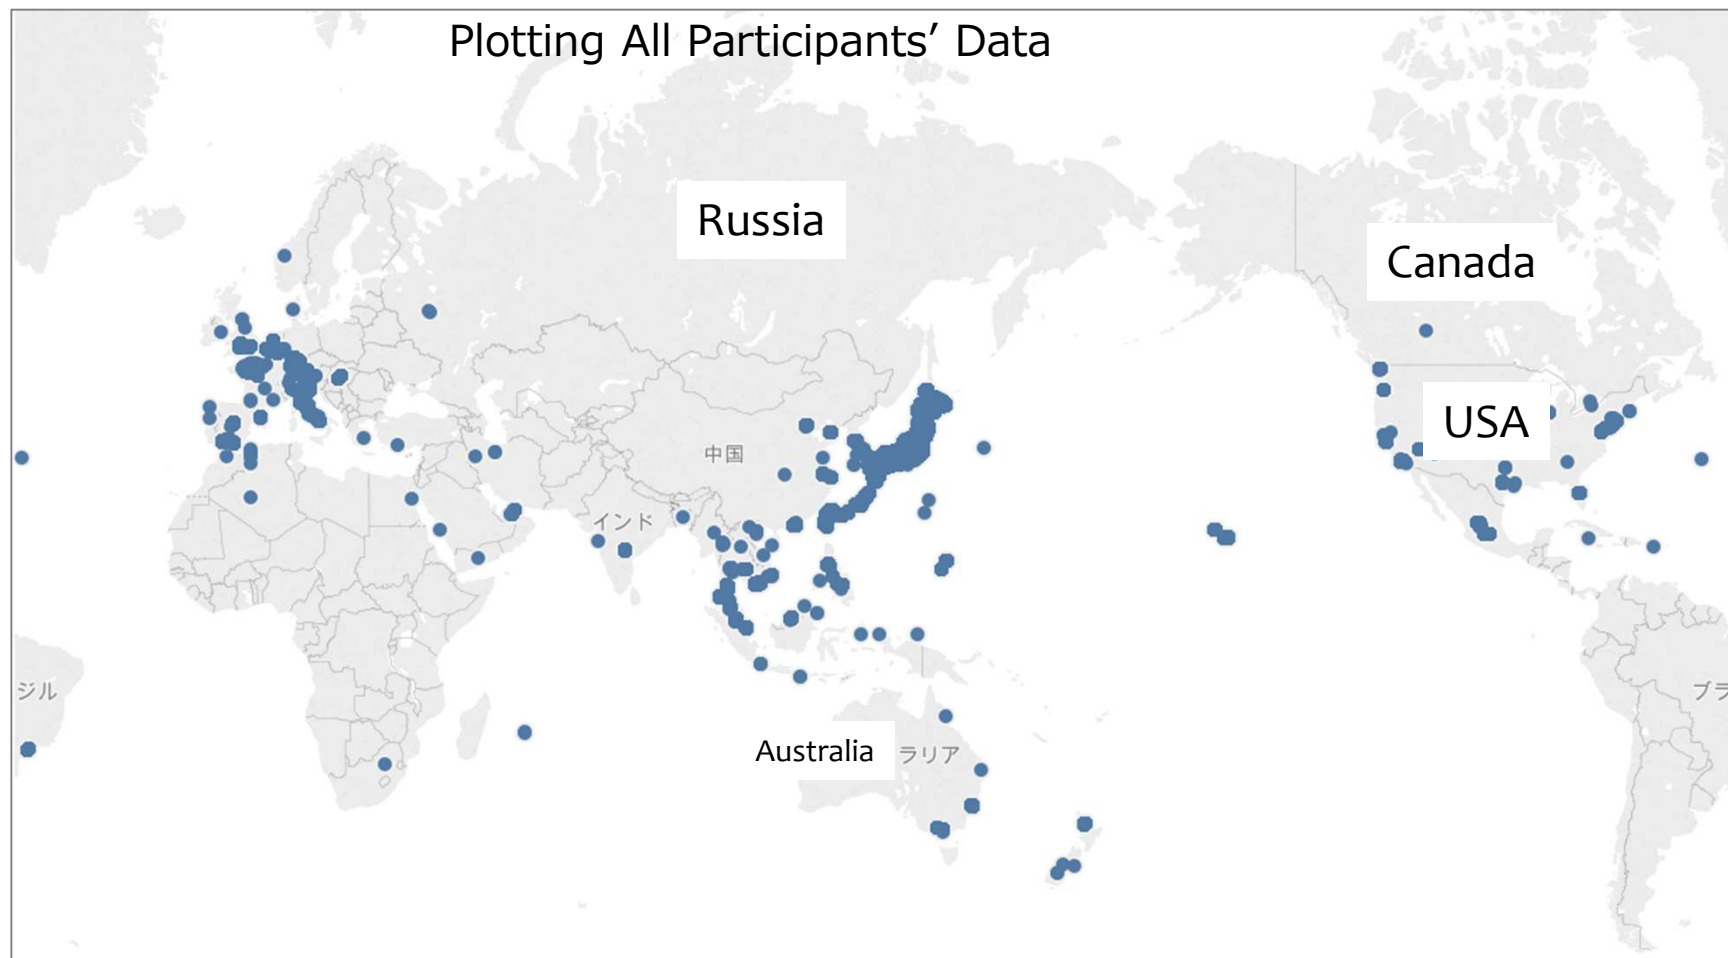 Plotting All Participants' Data
Russia
Canada
USA
中国
インド
ジル
ブラ
Australia
ラリア